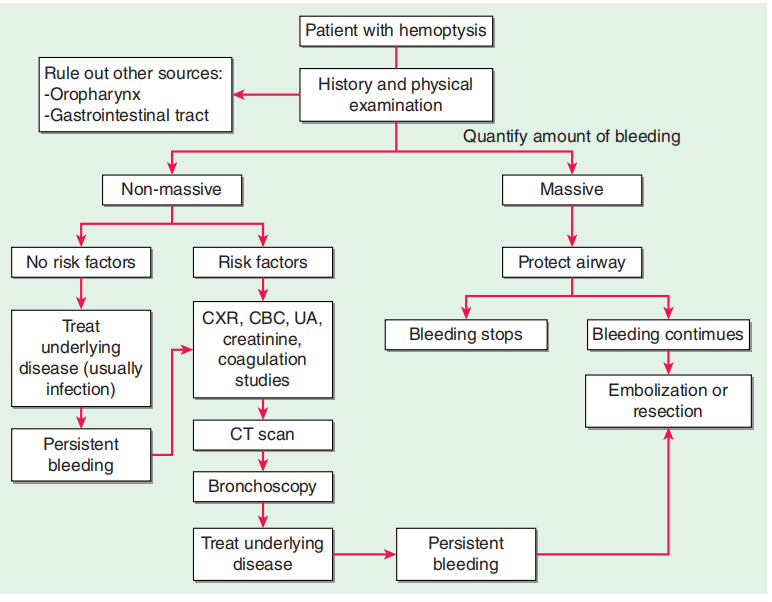 Patient with hemoptysis
Rule out other sources:
-Oropharynx
-Gastrointestinal tract
History and physical
examination
Quantify amount of bleeding
Non-massive
Massive
No risk factors
Risk factors
Protect airway
Treat
underlying
disease (usually
infection)
CXR, CBC, UA,
creatinine,
coagulation
studies
Bleeding stops
Bleeding contimues
Embolization or
resection
Persistent
bleeding
CT scan
Bronchoscopy
Treat underlying
disease
Persistent
bleeding